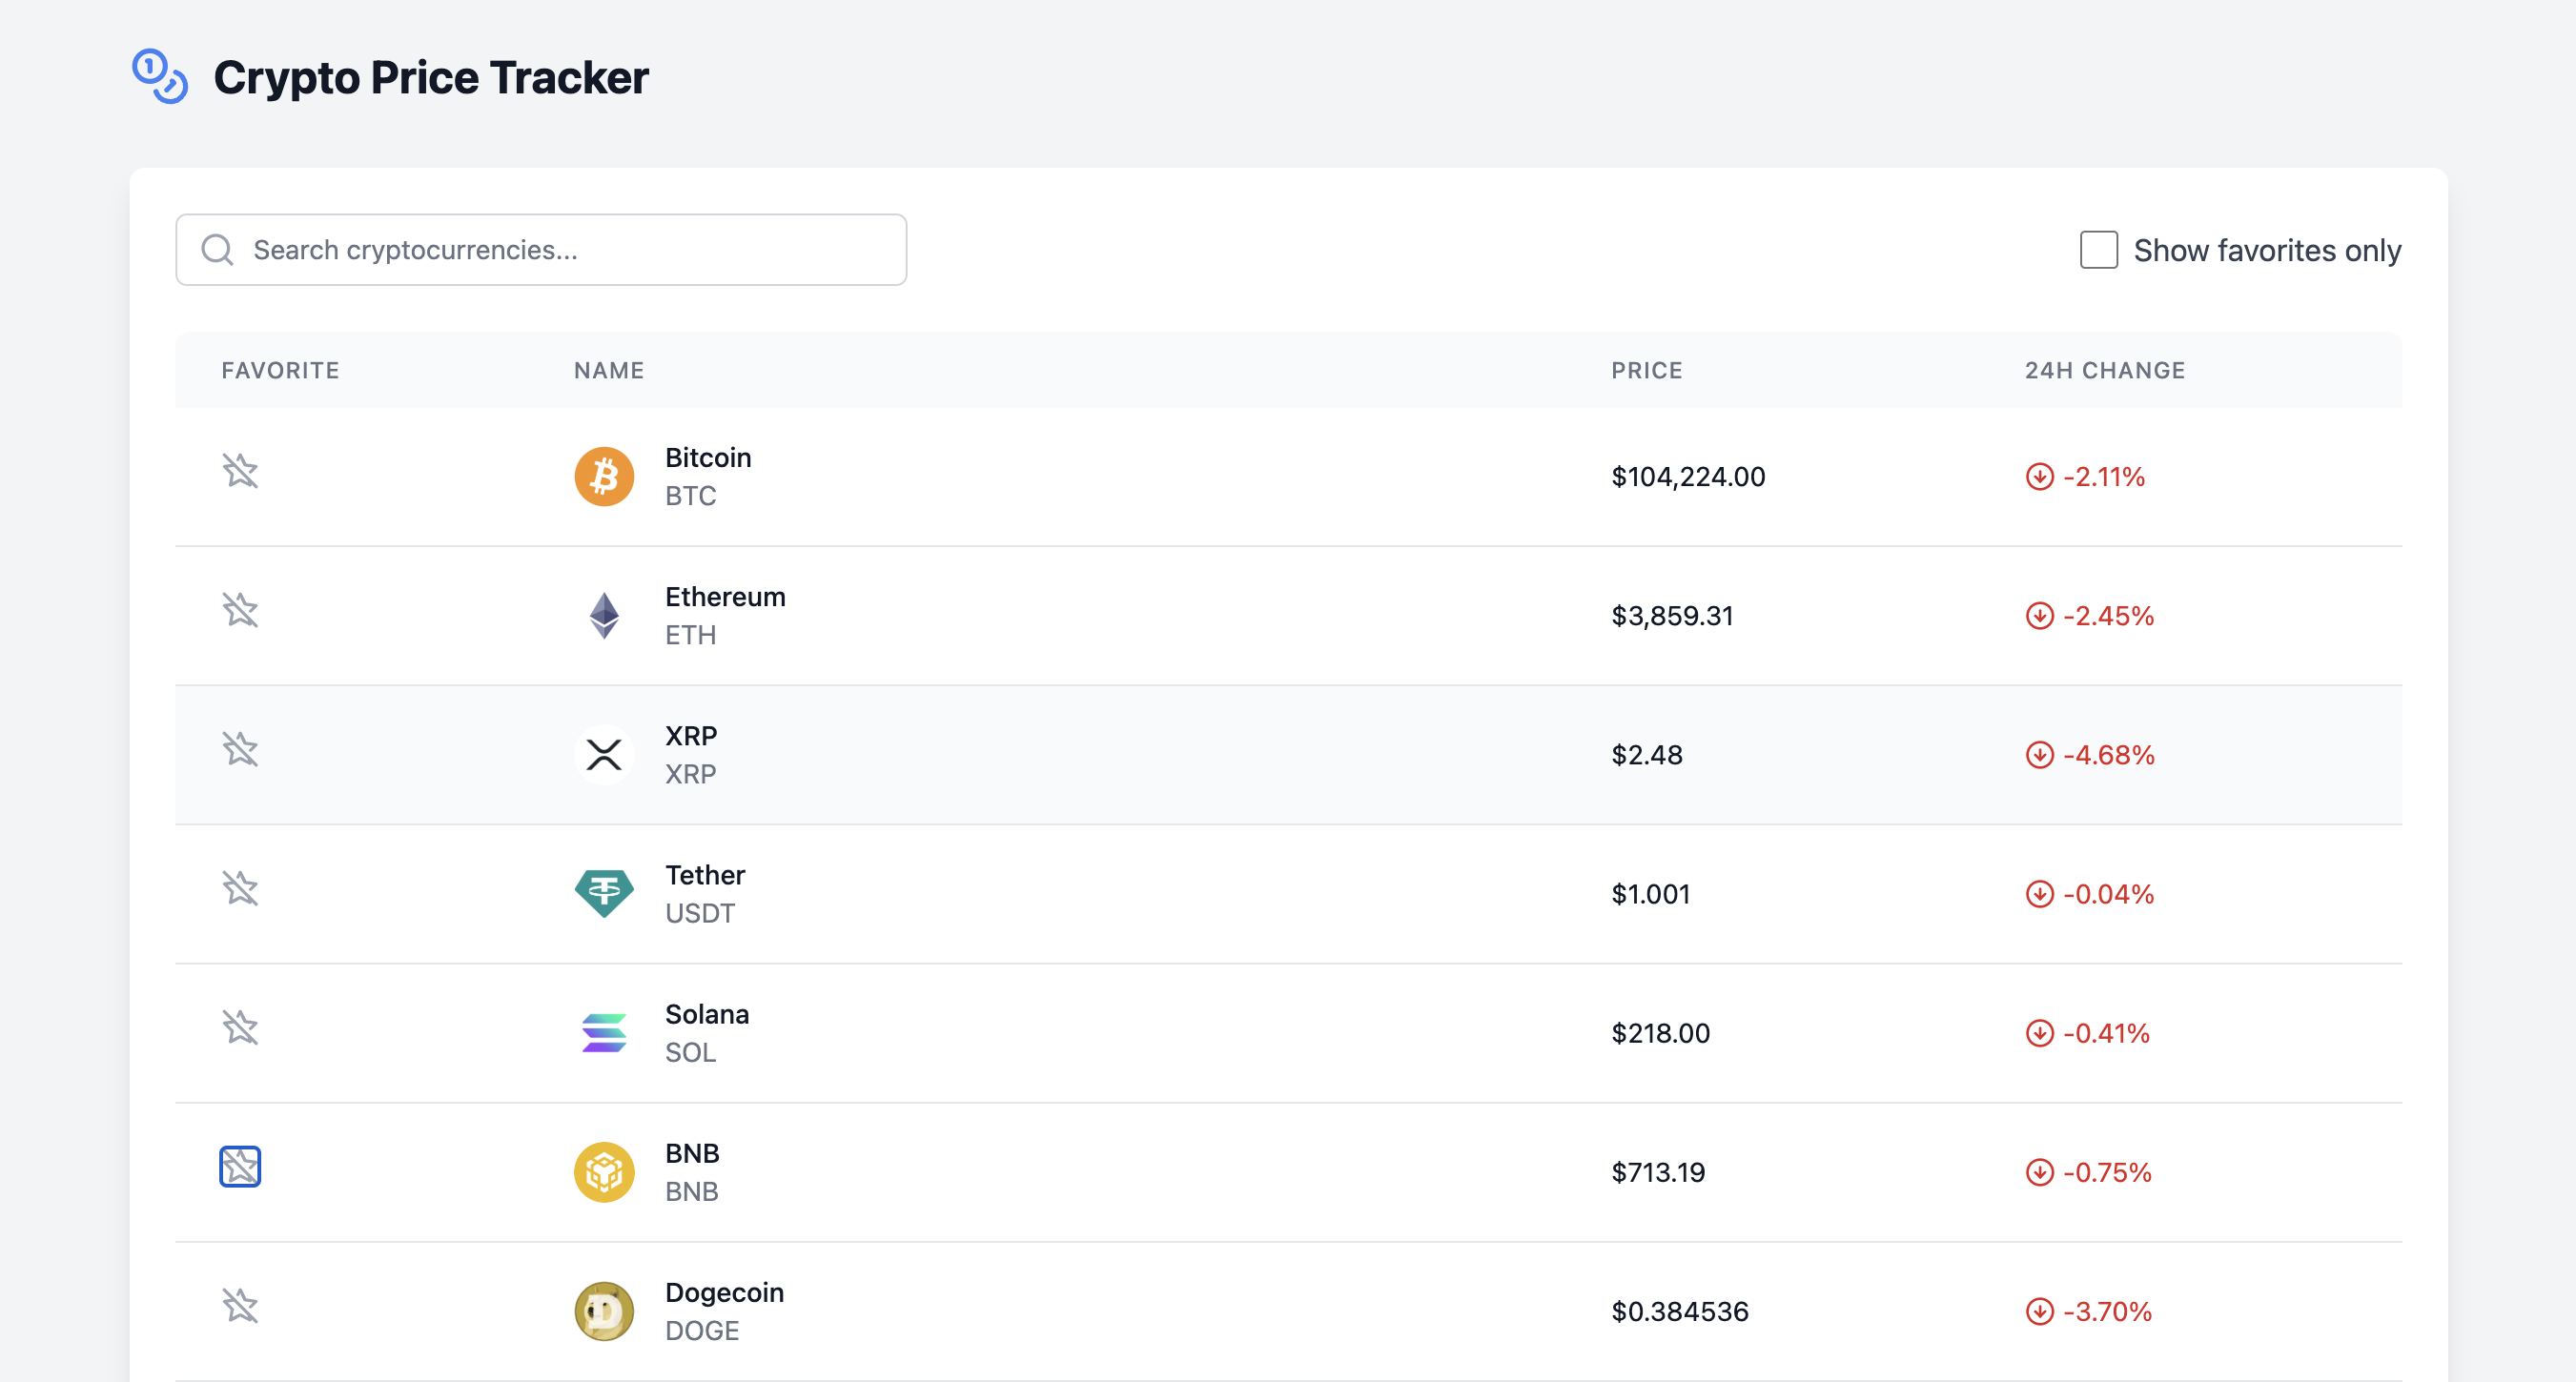 Crypto Price Tracker
Search cryptocurrencies...
Show favorites only
FAVORITE NAME PRICE 24H CHANGE
Bitcoin
BTC
$104,224.00
-2.11%
Ethereum
ETH
$3,859.31
-2.45%
XRP
XRP
$2.48
-4.68%
Tether
USDT
$1.001
-0.04%
Solana
SOL
$218.00
-0.41%
BNB
BNB
$713.19
-0.75%
Dogecoin
DOGE
$0.384536
-3.70%